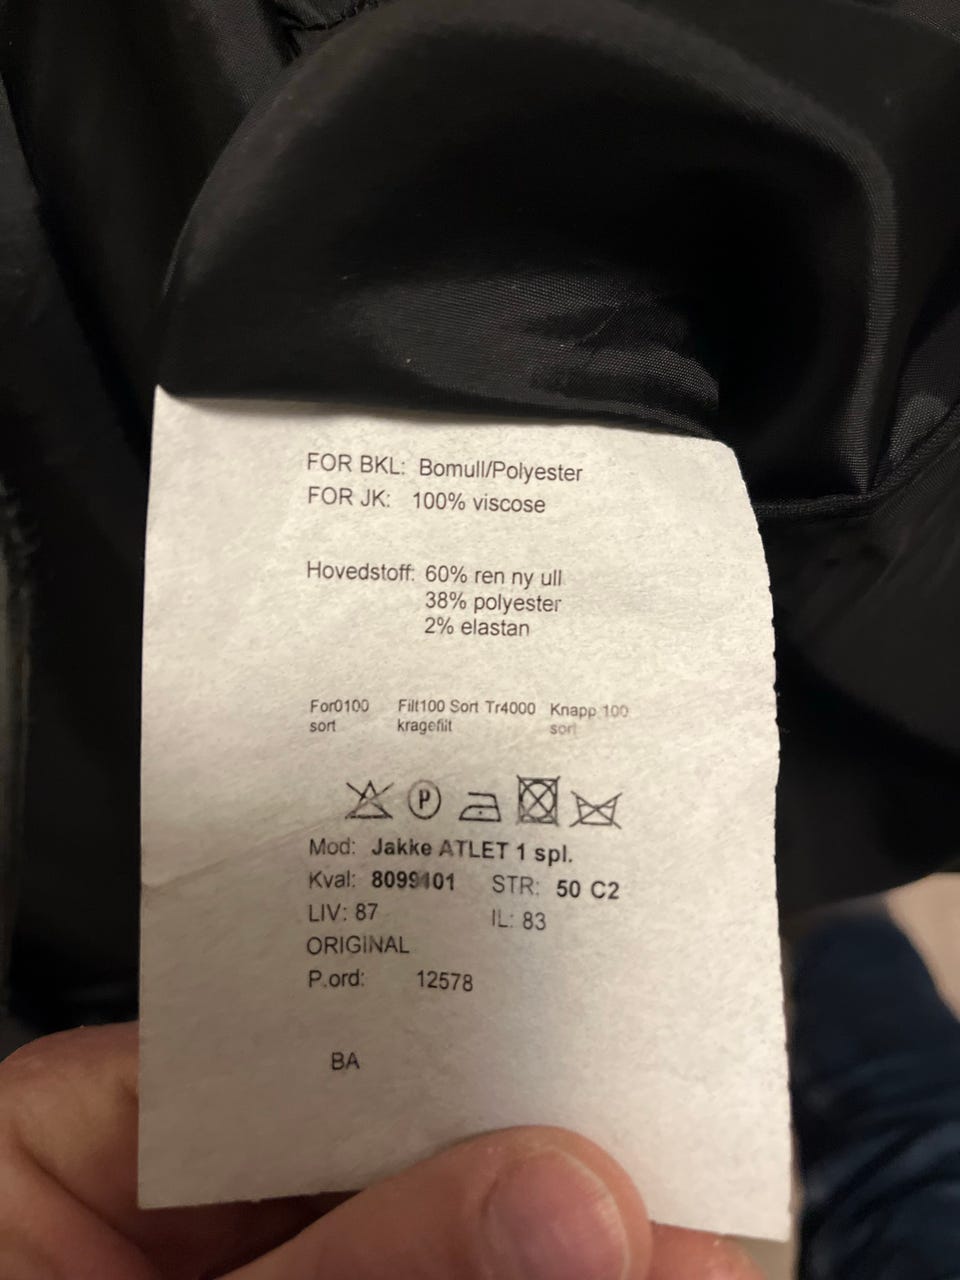 FOR BKL: Bomull/Polyester
FOR JK: 100% viscose
Hovedstoff: 60% ren ny ull
38% polyester
2% elastan
For0100 Filt100 Sort Tr4000 Knapp 100
sort kragefilt sort
P
Mod: Jakke ATLET 1 spl.
Kval: 8099101 STR: 50 C2
LIV: 87 IL: 83
ORIGINAL
P.ord: 12578
BA